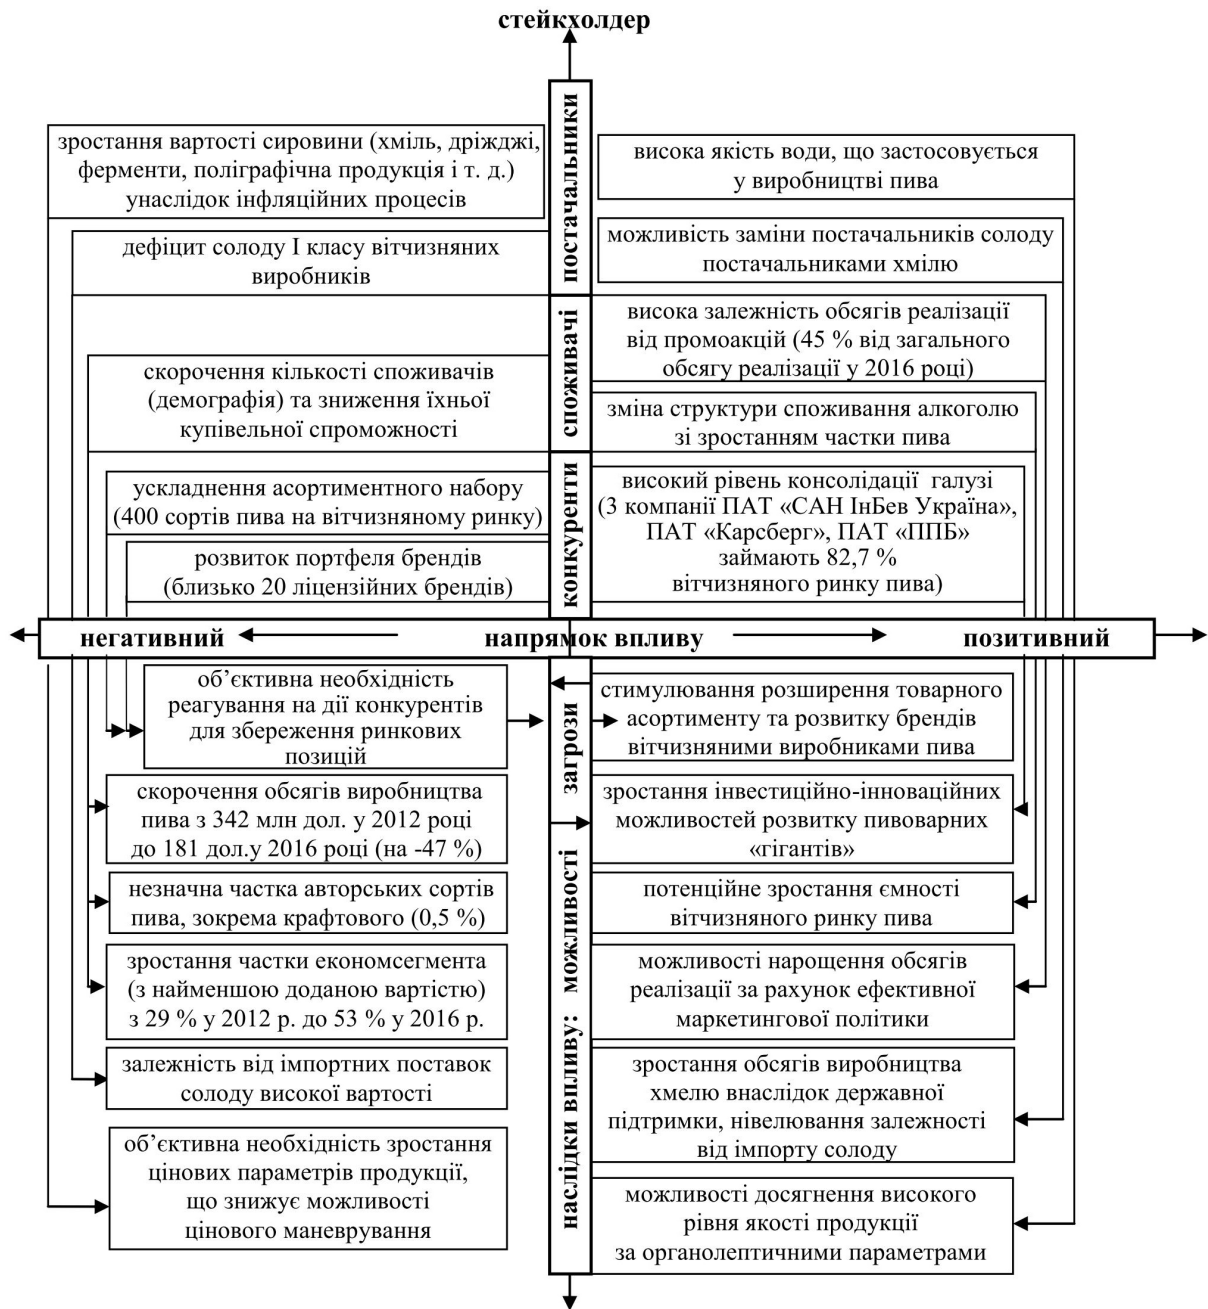 стейкхолдер
постачальники
зростання вартості сировини (хміль, дріжджі,
ферменти, поліграфічна продукція і т. д.)
унаслідок інфляційних процесів
дефіцит солоду І класу вітчизняних
виробників
висока якість води, що застосовується
у виробництві пива
можливість заміни постачальників солоду
постачальниками хмілю
споживачі
скорочення кількості споживачів
(демографія) та зниження їхньої
купівельної спроможності
висока залежність обсягів реалізації
від промоакцій (45 % від загального
обсягу реалізації у 2016 році)
зміна структури споживання алкоголю
зі зростанням частки пива
конкуренти
ускладнення асортиментного набору
(400 сортів пива на вітчизняному ринку)
розвиток портфеля брендів
(близько 20 ліцензійних брендів)
високий рівень консолідації галузі
(3 компанії ПАТ «САН ІнБев Україна»,
ПАТ «Карсберг», ПАТ «ППБ»
займають 82,7 %
вітчизняного ринку пива)
негативний напрямок впливу позитивний
наслідки впливу: можливості загрози
об’єктивна необхідність
реагування на дії конкурентів
для збереження ринкових
позицій
скорочення обсягів виробництва
пива з 342 млн дол. у 2012 році
до 181 дол.у 2016 році (на -47 %)
незначна частка авторських сортів
пива, зокрема крафтового (0,5 %)
зростання частки економсегмента
(з найменшою доданою вартістю)
з 29 % у 2012 р. до 53 % у 2016 р.
залежність від імпортних поставок
солоду високої вартості
об’єктивна необхідність зростання
цінових параметрів продукції,
що знижує можливості
цінового маневрування
стимулювання розширення товарного
асортименту та розвитку брендів
вітчизняними виробниками пива
зростання інвестиційно-інноваційних
можливостей розвитку пивоварних
«гігантів»
потенційне зростання ємності
вітчизняного ринку пива
можливості нарощення обсягів
реалізації за рахунок ефективної
маркетингової політики
зростання обсягів виробництва
хмелю внаслідок державної
підтримки, нівелювання залежності
від імпорту солоду
можливості досягнення високого
рівня якості продукції
за органолептичними параметрами